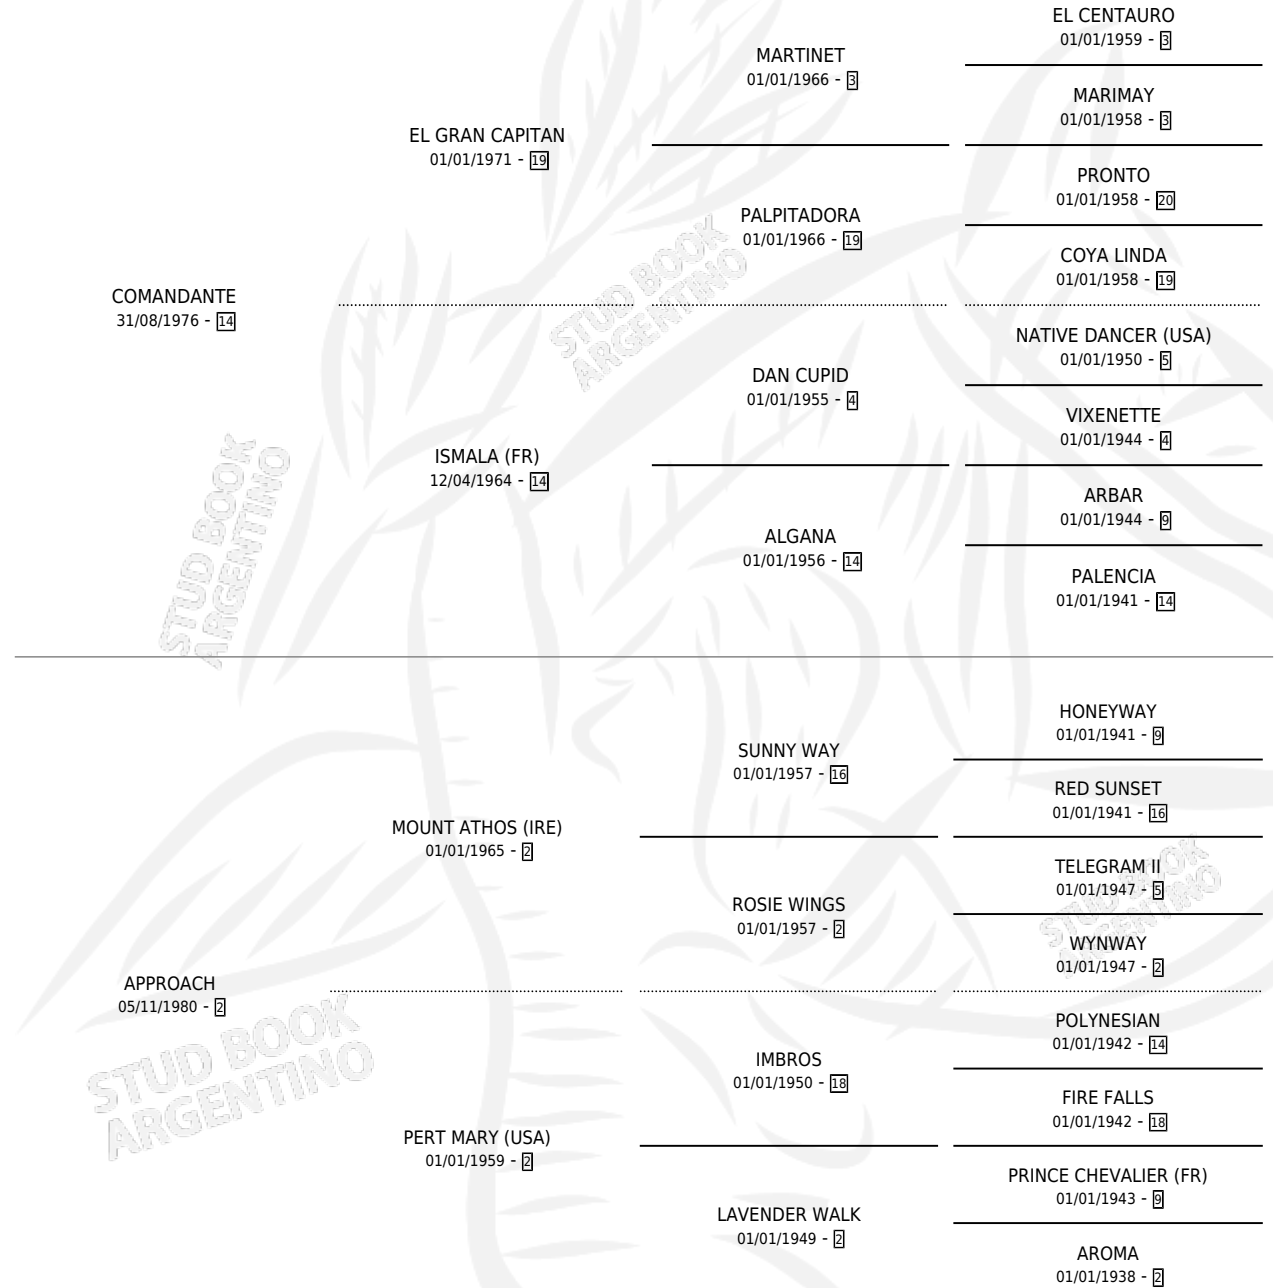 EL CENTAURO
01/01/1959 - 3
MARTINET
01/01/1966 - 3
MARIMAY
01/01/1958 - 3
EL GRAN CAPITAN
01/01/1971 - 19
PRONTO
01/01/1958 - 20
PALPITADORA
01/01/1966 - 19
COYA LINDA
01/01/1958 - 19
COMANDANTE
31/08/1976 - 14
NATIVE DANCER (USA)
01/01/1950 - 5
DAN CUPID
01/01/1955 - 4
VIXENETTE
01/01/1944 - 4
ISMALA (FR)
12/04/1964 - 14
ARBAR
01/01/1944 - 9
ALGANA
01/01/1956 - 14
PALENCIA
01/01/1941 - 14
HONEYWAY
01/01/1941 - 9
SUNNY WAY
01/01/1957 - 16
RED SUNSET
01/01/1941 - 16
MOUNT ATHOS (IRE)
01/01/1965 - 2
TELEGRAM II
01/01/1947 - 5
ROSIE WINGS
01/01/1957 - 2
WYNWAY
01/01/1947 - 2
APPROACH
05/11/1980 - 2
POLYNESIAN
01/01/1942 - 14
IMBROS
01/01/1950 - 18
FIRE FALLS
01/01/1942 - 18
PERT MARY (USA)
01/01/1959 - 2
PRINCE CHEVALIER (FR)
01/01/1943 - 9
LAVENDER WALK
01/01/1949 - 2
AROMA
01/01/1938 - 2
STUD BOOK
ARGENTINO
STUD BOOK
ARGENTINO
STUD BOOK
ARGENTINO
STUD BOOK
ARGENTINO